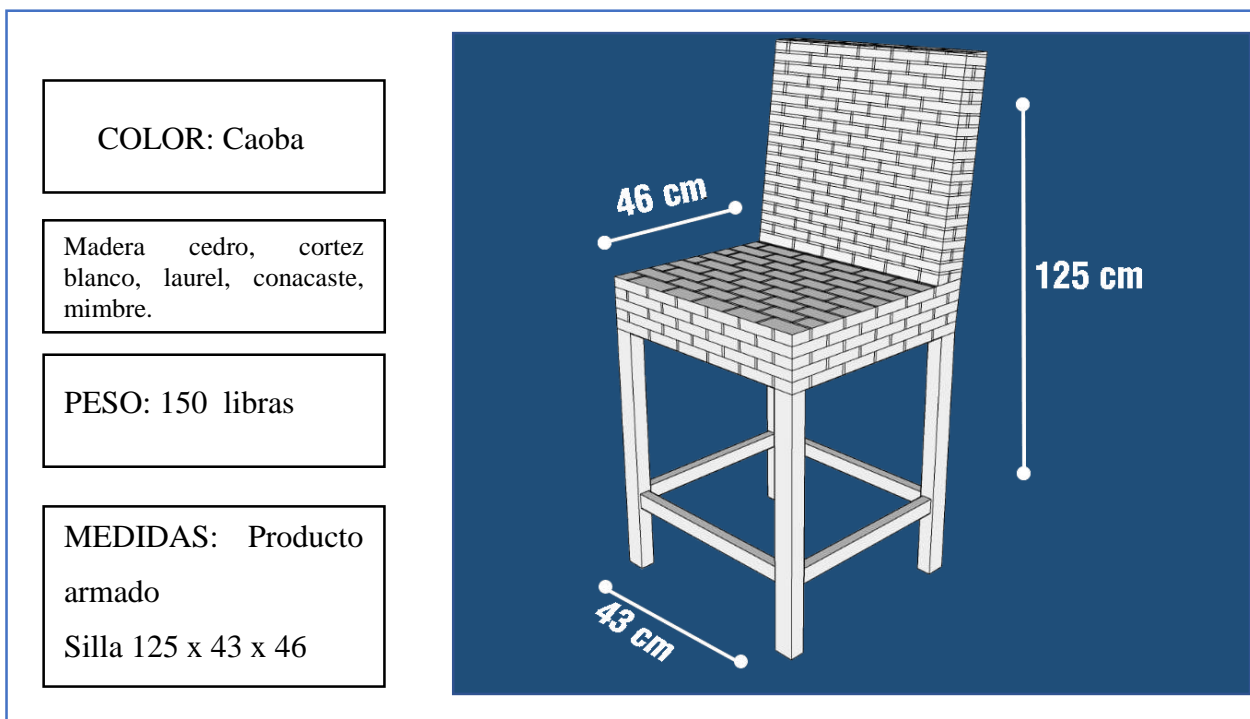 COLOR: Caoba
Madera cedro, cortez
blanco, laurel, conacaste,
mimbre.
PESO: 150 libras
MEDIDAS: Producto
armado
Silla 125 x 43 x 46
46 cm
125 cm
43 cm